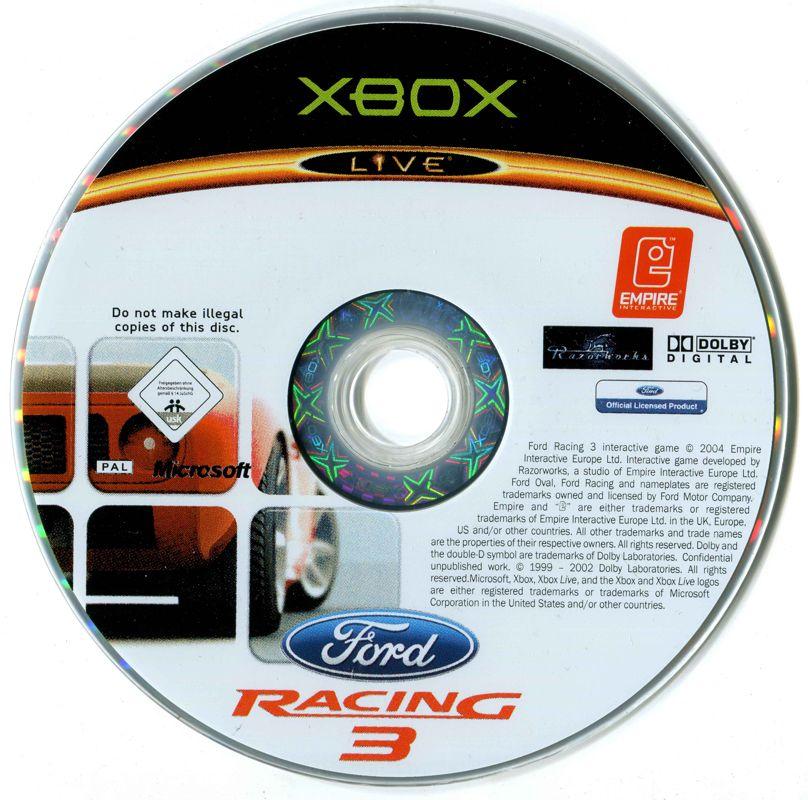 XBOX
LIVE
EMPIRE
INTERACTIVE
Do not make illegal
copies of this disc.
Razorworks
DOLBY
DIGITAL
Freigegeben ohne
Altersbeschränkung
gemäß § 14 JuSchG
usk
Ford
Official Licensed Product
PAL
Microsoft
Ford Racing 3 interactive game © 2004 Empire
Interactive Europe Ltd. Interactive game developed by
Razorworks, a studio of Empire Interactive Europe Ltd.
Ford Oval, Ford Racing and nameplates are registered
trademarks owned and licensed by Ford Motor Company.
Empire and “e” are either trademarks or registered
trademarks of Empire Interactive Europe Ltd. in the UK, Europe,
US and/or other countries. All other trademarks and trade names
are the properties of their respective owners. All rights reserved. Dolby and
the double-D symbol are trademarks of Dolby Laboratories. Confidential
unpublished work. © 1999 – 2002 Dolby Laboratories. All rights
reserved.Microsoft, Xbox, Xbox Live, and the Xbox and Xbox Live logos
are either registered trademarks or trademarks of Microsoft
Corporation in the United States and/or other countries.
Ford
RACING
3